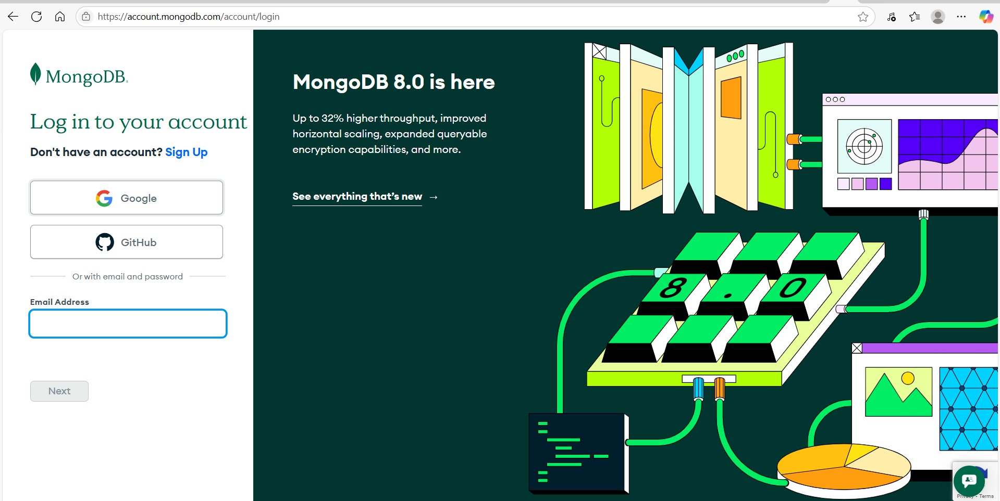 https://account.mongodb.com/account/login
MongoDB®
Log in to your account
Don't have an account? Sign Up
Google
GitHub
Or with email and password
Email Address
Next
MongoDB 8.0 is here
Up to 32% higher throughput, improved
horizontal scaling, expanded queryable
encryption capabilities, and more.
See everything that’s new →
8 . 0
Privacy - Terms